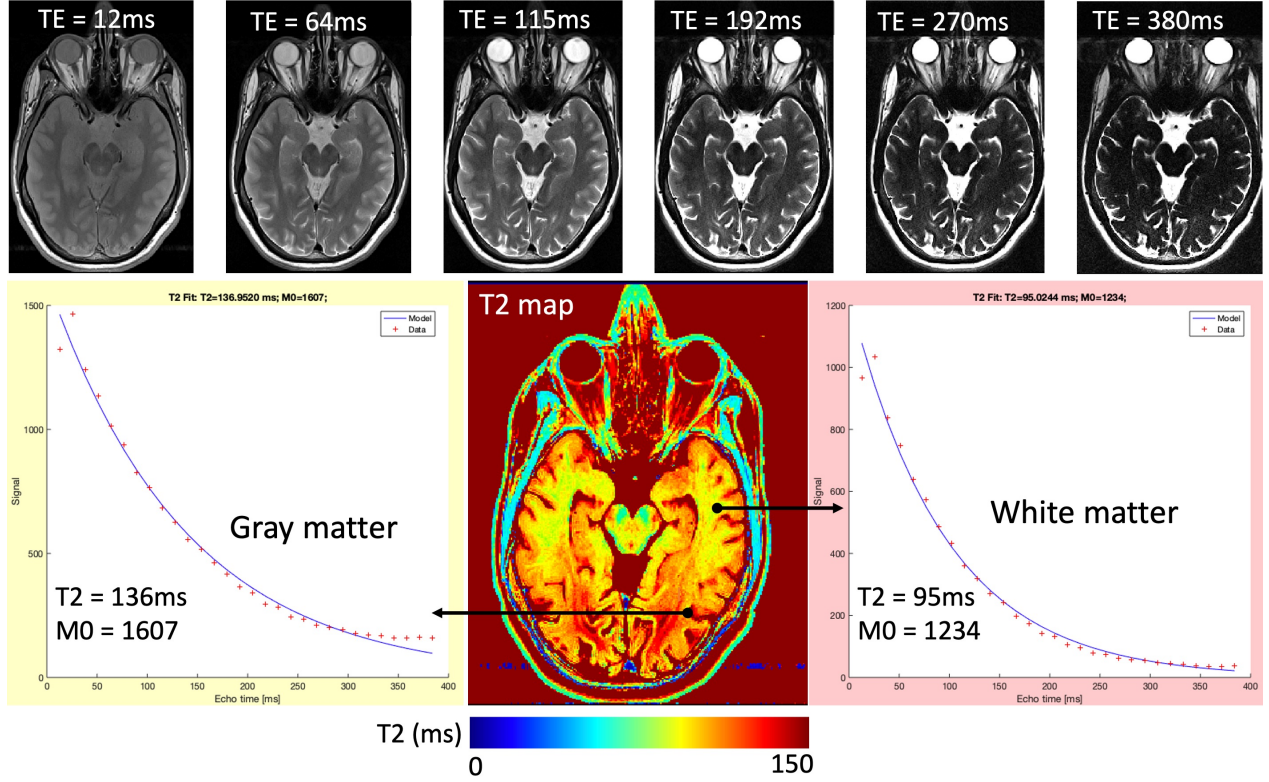 TE = 12ms
TE = 64ms
TE = 115ms
TE = 192ms
TE = 270ms
TE = 380ms
T2 Fit: T2=136.9520 ms; M0=1607;
Model
Data
1500
1000
500
0
Signal
0 50 100 150 200 250 300 350 400
Echo time [ms]
Gray matter
T2 = 136ms
M0 = 1607
T2 map
T2 Fit: T2=95.0244 ms; M0=1234;
Model
Data
1200
1000
800
600
400
200
0
Signal
0 50 100 150 200 250 300 350 400
Echo time [ms]
White matter
T2 = 95ms
M0 = 1234
T2 (ms)
0
150